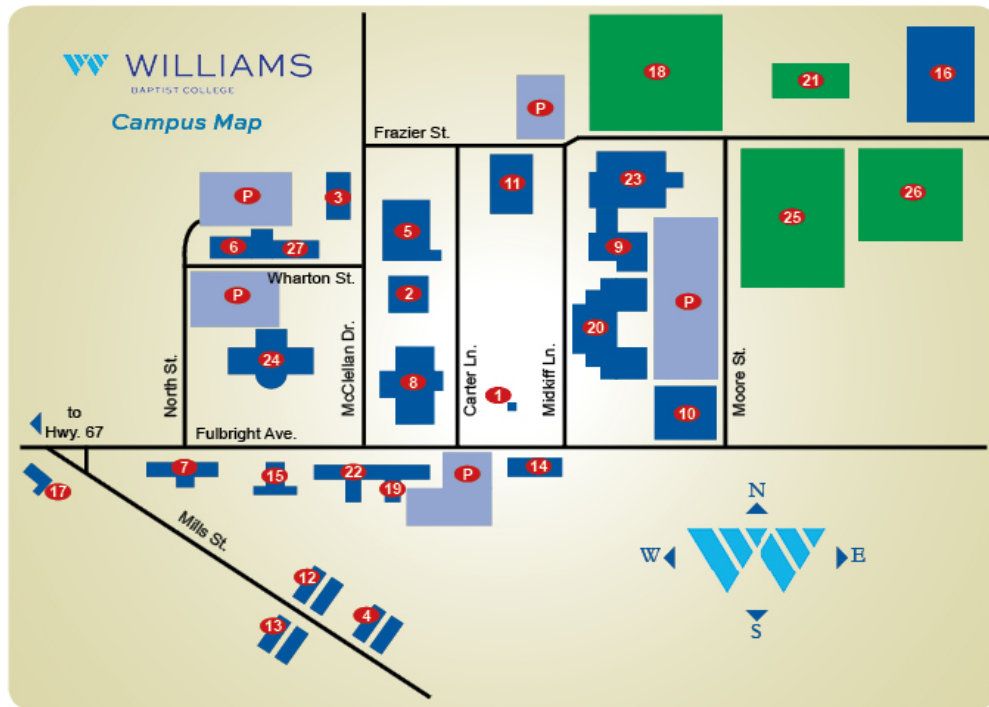 WILLIAMS
BAPTIST COLLEGE
Campus Map
18
21
16
P
Frazier St.
3
11
23
P
26
25
5
6
27
9
Wharton St.
2
P
P
20
24
8
1
10
North St.
McClellan Dr.
Carter Ln.
Midkiff Ln.
Moore St.
to
Hwy. 67
Fulbright Ave.
7
15
22
19
P
14
17
Mills St.
12
13
4
N
W
E
S